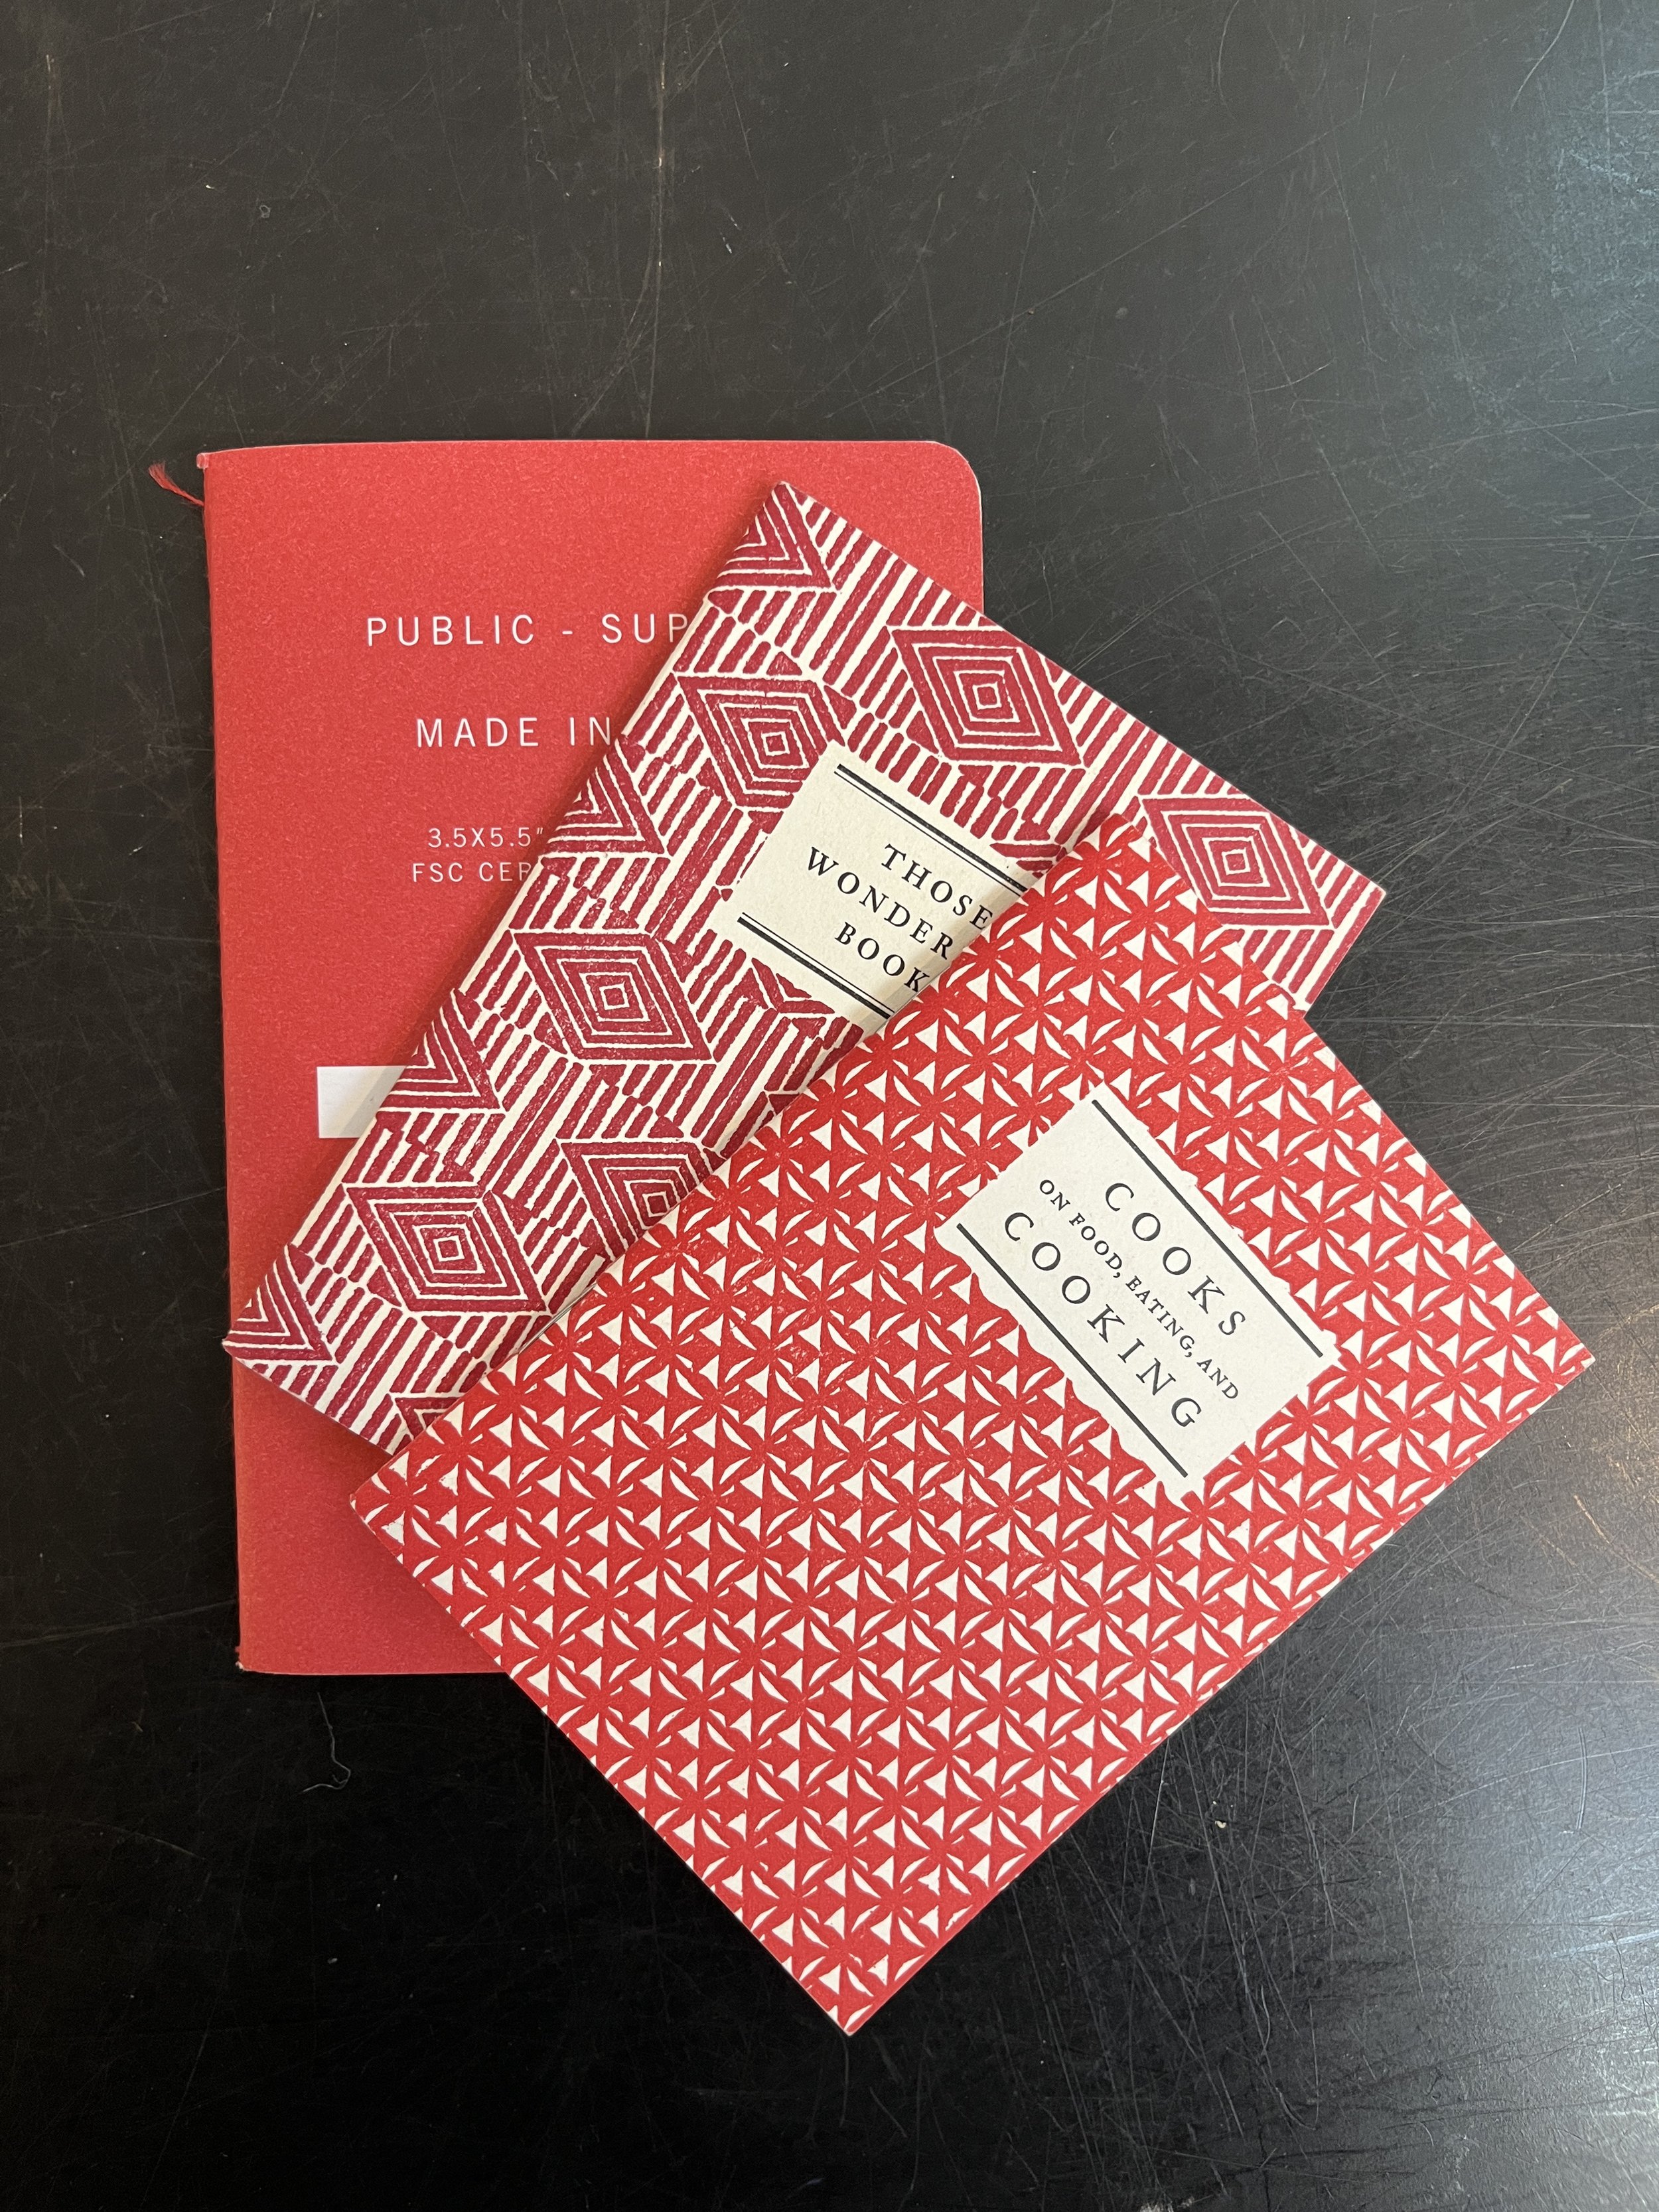 PUBLIC - SUP
MADE IN
3.5X5.5"
FSC CER
THOSE
WONDER
BOOK
COOKS
ON FOOD, EATING, AND
COOKING